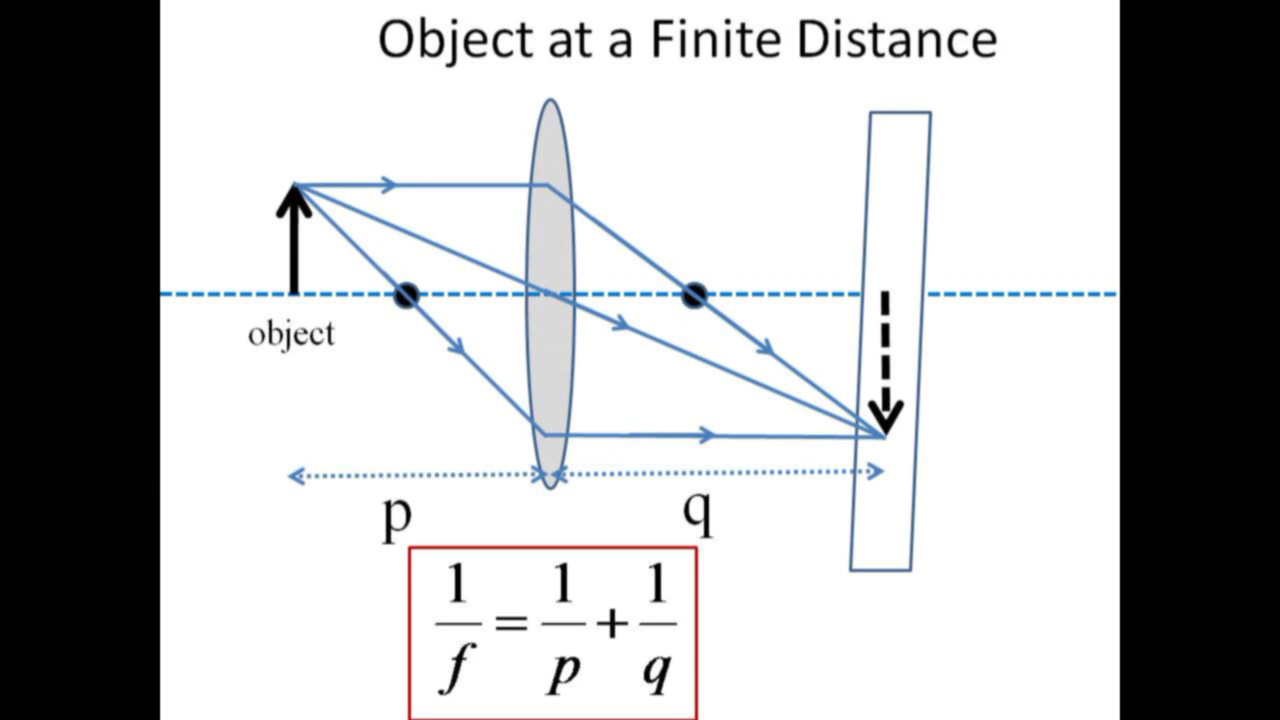 Object at a Finite Distance
object
p
q
1/f = 1/p + 1/q